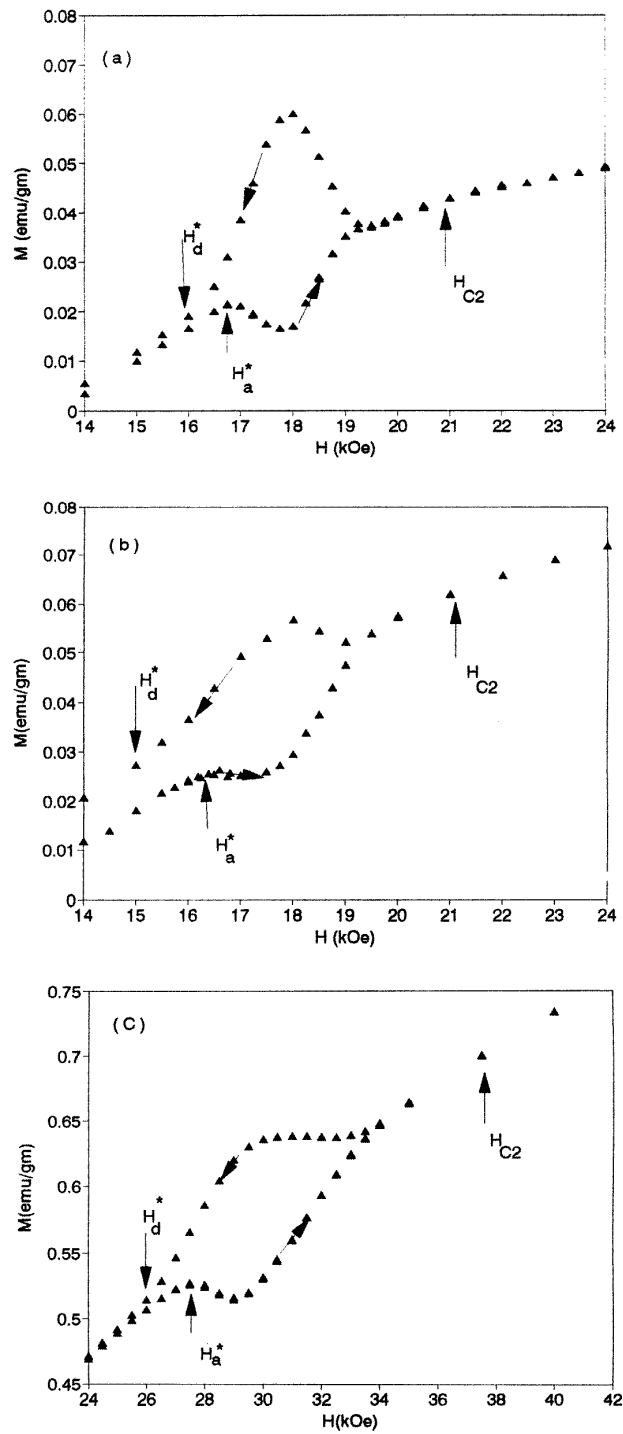 (a)
0.08
0.07
0.06
0.05
0.04
0.03
0.02
0.01
0
M (emu/gm)
H*d
H*a
HC2
14 15 16 17 18 19 20 21 22 23 24
H (kOe)
(b)
0.08
0.07
0.06
0.05
0.04
0.03
0.02
0.01
0
M(emu/gm)
H*d
H*a
HC2
14 15 16 17 18 19 20 21 22 23 24
H (kOe)
(C)
0.75
0.7
0.65
0.6
0.55
0.5
0.45
M(emu/gm)
H*d
H*a
HC2
24 26 28 30 32 34 36 38 40 42
H(kOe)